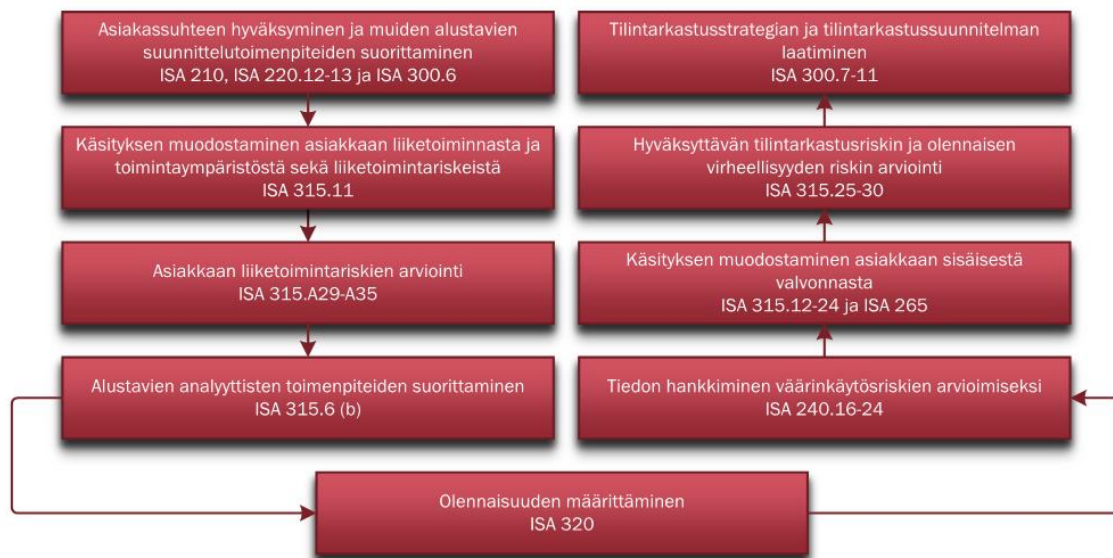 Asiakassuhteen hyväksyminen ja muiden alustavien
suunnittelutoimenpiteiden suorittaminen
ISA 210, ISA 220.12-13 ja ISA 300.6
Käsityksen muodostaminen asiakkaan liiketoiminnasta ja
toimintaympäristöstä sekä liiketoimintariskeistä
ISA 315.11
Asiakkaan liiketoimintariskien arviointi
ISA 315.A29-A35
Alustavien analyyttisten toimenpiteiden suorittaminen
ISA 315.6 (b)
Olennaisuuden määrittäminen
ISA 320
Tiedon hankkiminen väärinkäytösriskien arvioimiseksi
ISA 240.16-24
Käsityksen muodostaminen asiakkaan sisäisestä
valvonnasta
ISA 315.12-24 ja ISA 265
Hyväksyttävän tilintarkastusriskin ja olennaisen
virheellisyyden riskin arviointi
ISA 315.25-30
Tilintarkastusstrategian ja tilintarkastussuunnitelman
laatiminen
ISA 300.7-11